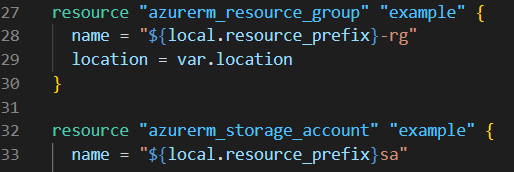 27 resource "azurerm_resource_group" "example" {
28   name = "${local.resource_prefix}-rg"
29   location = var.location
30 }
31
32 resource "azurerm_storage_account" "example" {
33   name = "${local.resource_prefix}sa"